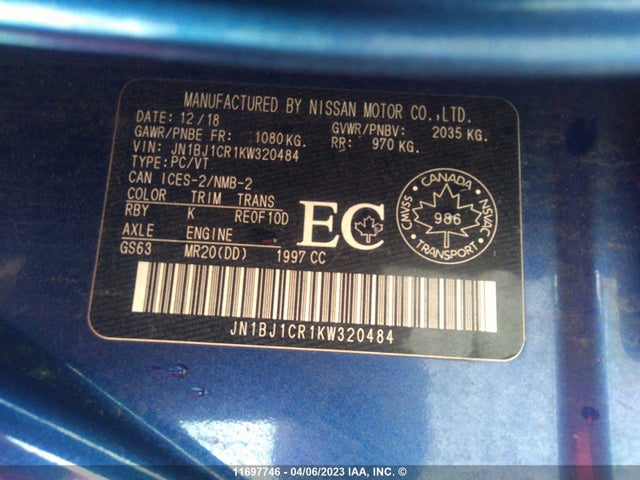 MANUFACTURED BY NISSAN MOTOR CO.,LTD.
DATE: 12/18 GVWR/PNBV: 2035 KG.
GAWR/PNBE FR: 1080 KG. RR: 970 KG.
VIN: JN1BJ1CR1KW320484
TYPE: PC/VT
CAN ICES-2/NMB-2
COLOR TRIM TRANS
RBY K RE0F10D
AXLE ENGINE
GS63 MR20(DD) 1997 CC
EC
CANADA
CMVSS 986 NSVAC
TRANSPORT
JN1BJ1CR1KW320484
11697746 - 04/06/2023 IAA, INC. ©